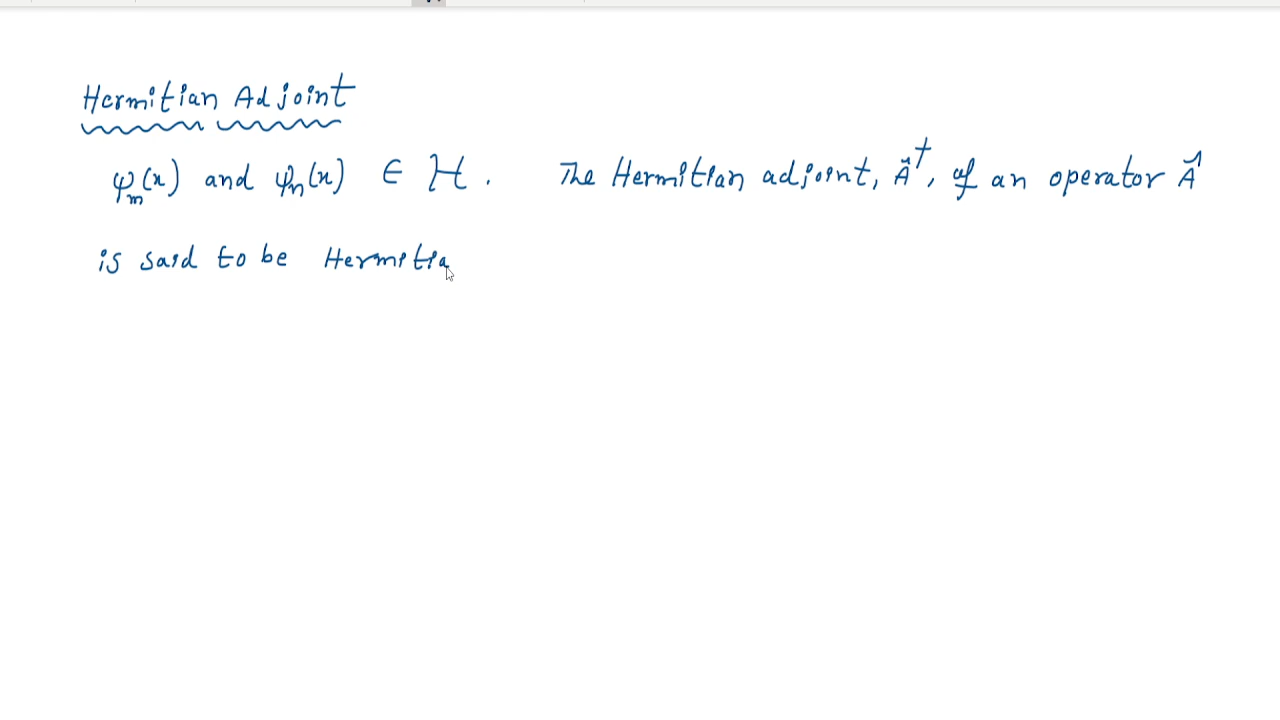 Hermitian Adjoint
ψₘ(x) and ψₙ(x) ∈ H. The Hermitian adjoint, Â†, of an operator Â
is said to be Hermitia